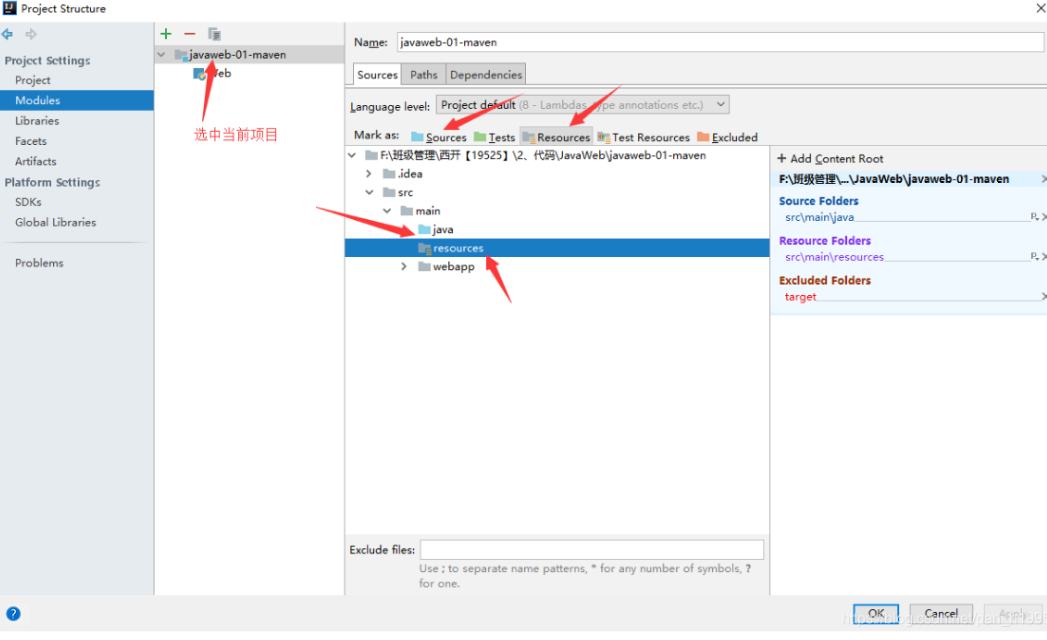 Project Structure
Project Settings
Project
Modules
Libraries
Facets
Artifacts
Platform Settings
SDKs
Global Libraries
Problems
javaweb-01-maven
选中当前项目
Name: javaweb-01-maven
Sources Paths Dependencies
Language level: Project default (8 - Lambdas, type annotations etc.)
Mark as: Sources Tests Resources Test Resources Excluded
F:\班级管理\西开【19525】\2、代码\JavaWeb\javaweb-01-maven
.idea
src
main
java
resources
webapp
+ Add Content Root
F:\班级管理\...\JavaWeb\javaweb-01-maven
Source Folders
src\main\java
Resource Folders
src\main\resources
Excluded Folders
target
Exclude files:
Use ; to separate name patterns, * for any number of symbols, ?
for one.
OK Cancel Apply